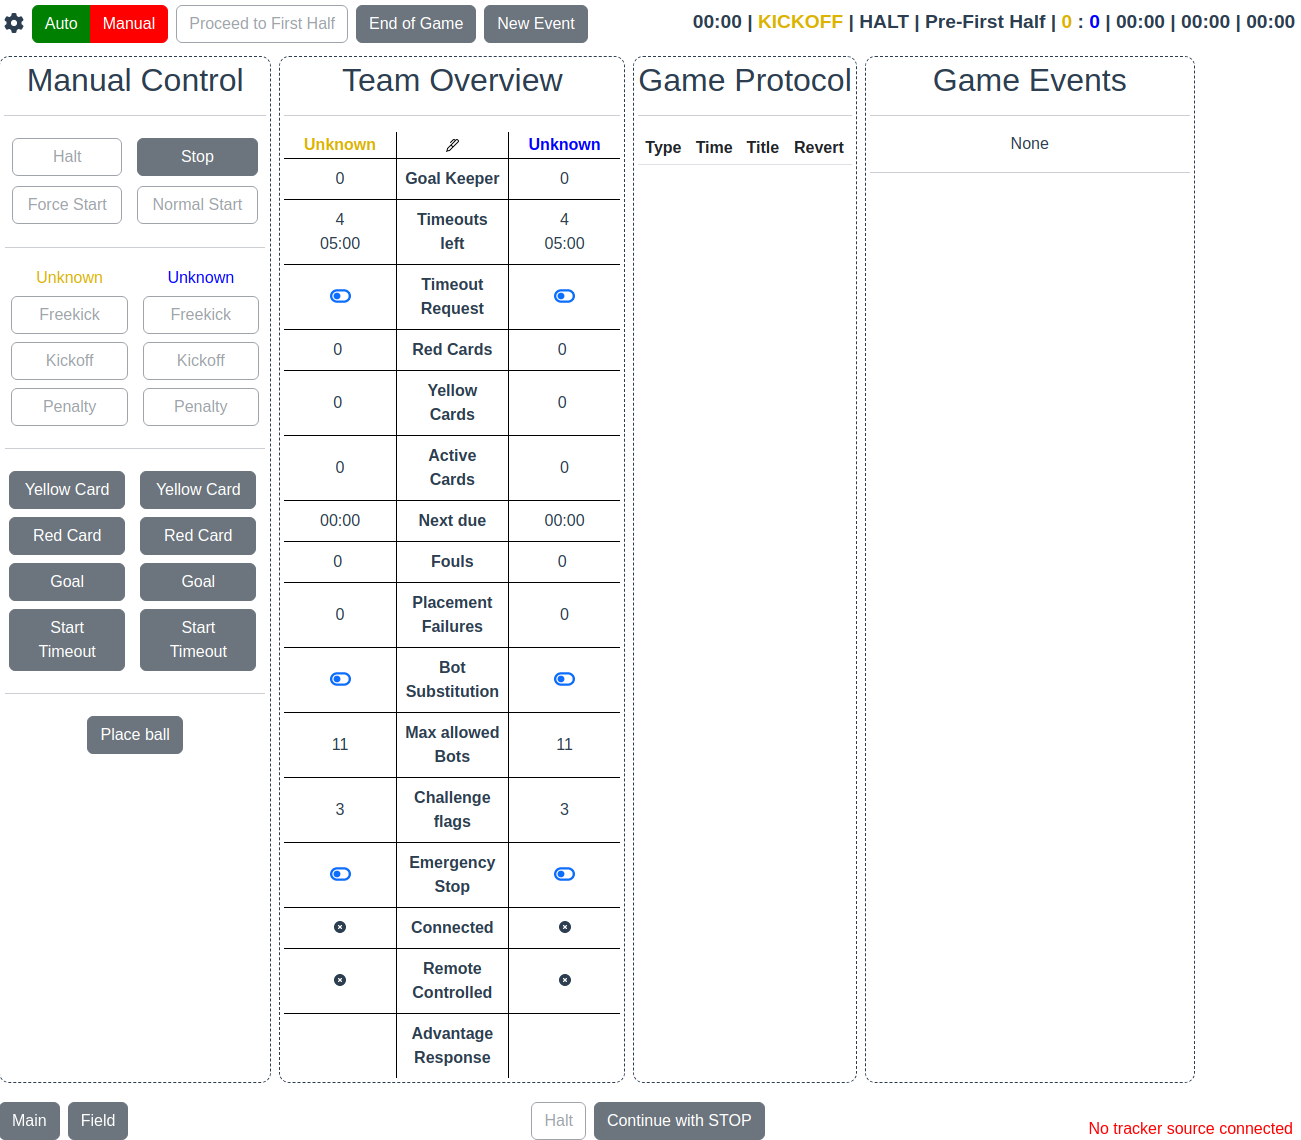 Auto Manual Proceed to First Half End of Game New Event 00:00 | KICKOFF | HALT | Pre-First Half | 0 : 0 | 00:00 | 00:00 | 00:00
Manual Control
Halt Stop
Force Start Normal Start
Unknown Unknown
Freekick Freekick
Kickoff Kickoff
Penalty Penalty
Yellow Card Yellow Card
Red Card Red Card
Goal Goal
Start Start
Timeout Timeout
Place ball
Team Overview
Unknown Unknown
0 Goal Keeper 0
4 Timeouts 4
05:00 left 05:00
Timeout
Request
0 Red Cards 0
Yellow
0 0
Cards
Active
0 0
Cards
00:00 Next due 00:00
0 Fouls 0
Placement
0 0
Failures
Bot
Substitution
Max allowed
11 11
Bots
Challenge
3 3
flags
Emergency
Stop
Connected
Remote
Controlled
Advantage
Response
Game Protocol
Type Time Title Revert
Game Events
None
Main Field Halt Continue with STOP
No tracker source connected